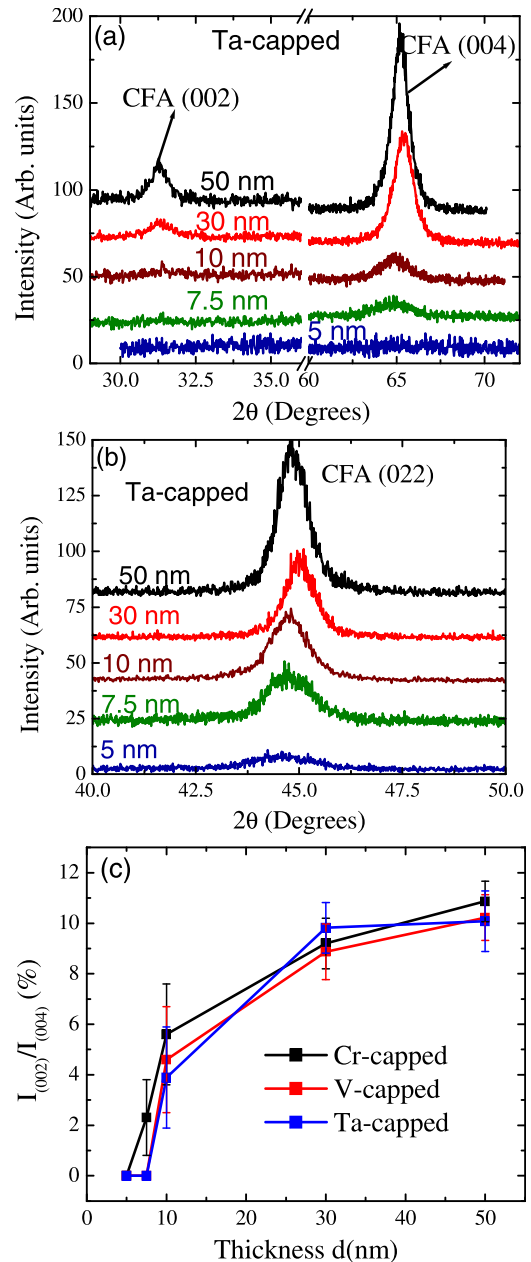 (a)
Ta-capped
CFA (004)
CFA (002)
50 nm
30 nm
10 nm
7.5 nm
5 nm
Intensity (Arb. units)
200
150
100
50
0
30.0 31.5 33.0 34.5 60 65 70
2θ (Degrees)
(b)
Ta-capped
CFA (022)
50 nm
30 nm
10 nm
7.5 nm
5 nm
Intensity (Arb. units)
150
125
100
75
50
25
0
40.0 42.5 45.0 47.5 50.0
2θ (Degrees)
(c)
I(002)/I(004) (%)
12
10
8
6
4
2
0
Cr-capped
V-capped
Ta-capped
0 10 20 30 40 50
Thickness d(nm)